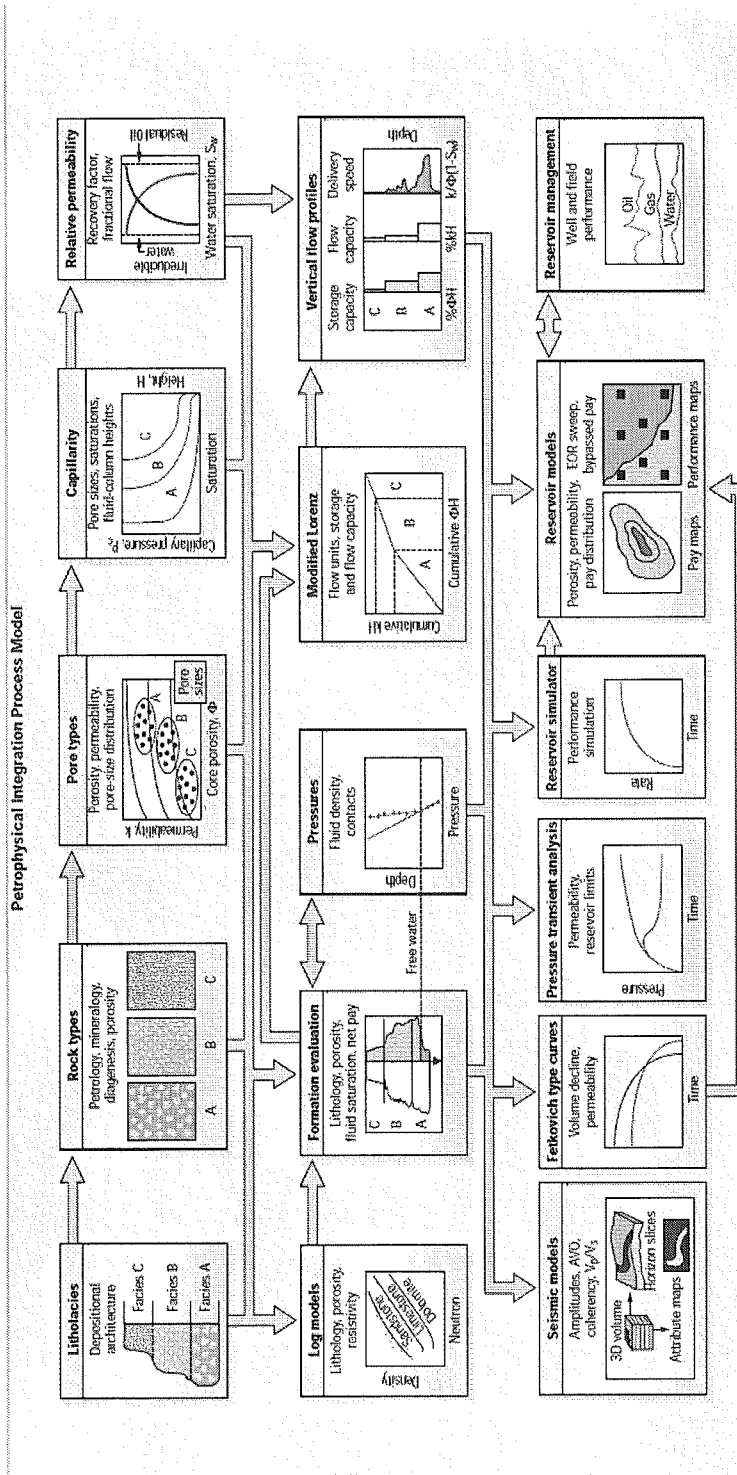 Petrophysical Integration Process Model
Litholacies
Depositional
architecture
Facies C
Facies B
Facies A
Rock types
Petrology, mineralogy,
diagenesis, porosity
A
B
C
Pore types
Porosity, permeability,
pore-size distribution
Permeability, k
A
B
C
Pore
sizes
Core porosity, Φ
Capillarity
Pore sizes, saturations,
fluid-column heights
Capillary pressure, Pc
A
B
C
Height, H
Saturation
Relative permeability
Recovery factor,
fractional flow
Irreducible
water
Residual Oil
Water saturation, Sw
Log models
Lithology, porosity,
resistivity
Density
Sandstone
Limestone
Dolomite
Neutron
Formation evaluation
Lithology, porosity,
fluid saturation, net pay
C
B
A
Free water
Pressures
Fluid density,
contacts
Depth
Pressure
Modified Lorenz
Flow units, storage
and flow capacity
Cumulative kH
A
B
C
Cumulative ΦH
Vertical flow profiles
Storage
capacity
Flow
capacity
Delivery
speed
C
B
A
Depth
%ΦH
%kH
k/Φ(1-Sw)
Seismic models
Amplitudes, AVO,
coherency, Vp/Vs
3D volume
Horizon slices
Attribute maps
Fetkovich type curves
Volume decline,
permeability
Time
Pressure transient analysis
Permeability,
reservoir limits
Pressure
Time
Reservoir simulator
Performance
simulation
Rate
Time
Reservoir models
Porosity, permeability,
pay distribution
EOR sweep,
bypassed pay
Pay maps
Performance maps
Reservoir management
Well and field
performance
Oil
Gas
Water